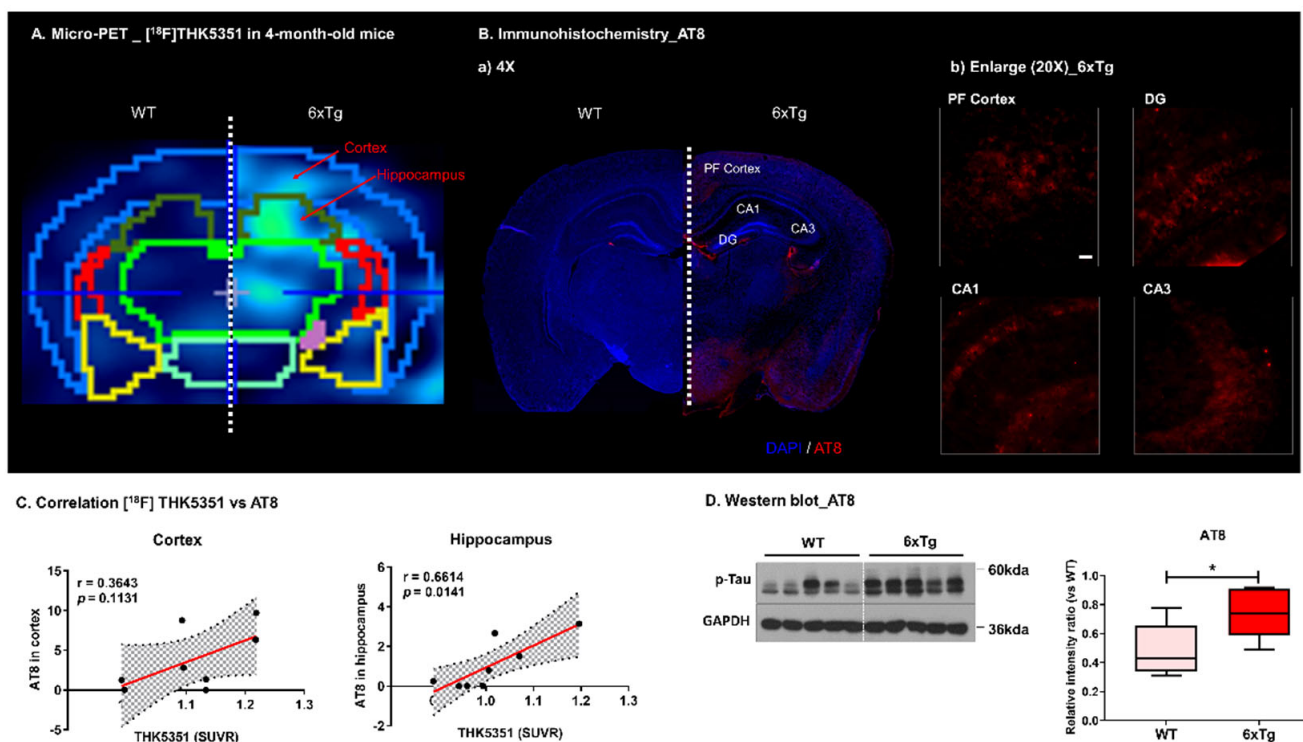 A. Micro-PET _ [¹⁸F]THK5351 in 4-month-old mice
WT
6xTg
Cortex
Hippocampus
B. Immunohistochemistry_AT8
a) 4X
WT
6xTg
PF Cortex
CA1
CA3
DG
DAPI / AT8
b) Enlarge (20X)_6xTg
PF Cortex
DG
CA1
CA3
C. Correlation [¹⁸F] THK5351 vs AT8
Cortex
r = 0.3643
p = 0.1131
AT8 in cortex
15
10
5
0
-5
1.1
1.2
1.3
THK5351 (SUVR)
Hippocampus
r = 0.6614
p = 0.0141
AT8 in hippocampus
6
4
2
0
-2
1.0
1.1
1.2
1.3
THK5351 (SUVR)
D. Western blot_AT8
WT
6xTg
p-Tau
GAPDH
60kda
36kda
AT8
*
Relative intensity ratio (vs WT)
1.0
0.8
0.6
0.4
0.2
0.0
WT
6xTg